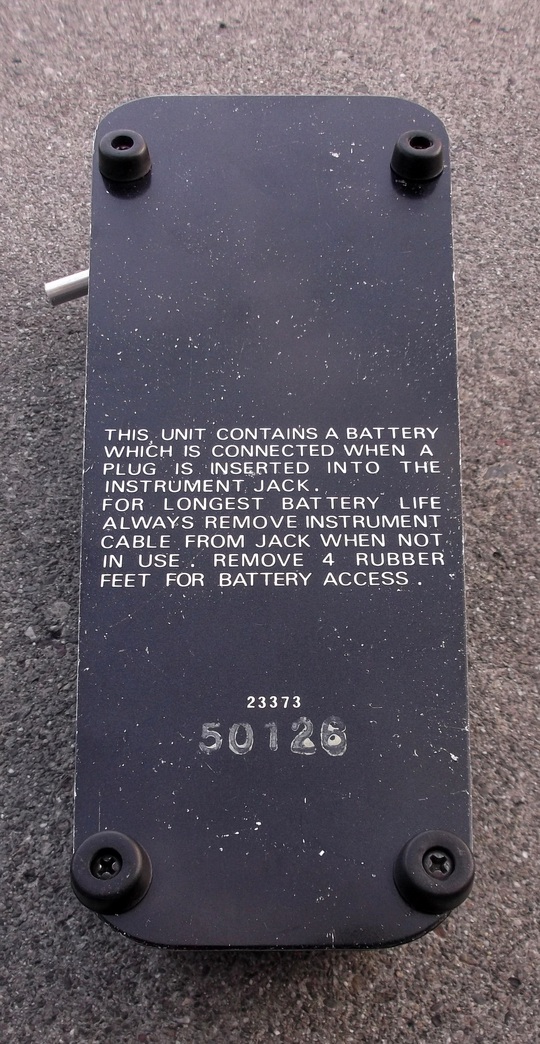 THIS UNIT CONTAINS A BATTERY
WHICH IS CONNECTED WHEN A
PLUG IS INSERTED INTO THE
INSTRUMENT JACK.
FOR LONGEST BATTERY LIFE
ALWAYS REMOVE INSTRUMENT
CABLE FROM JACK WHEN NOT
IN USE. REMOVE 4 RUBBER
FEET FOR BATTERY ACCESS.
23373
50126